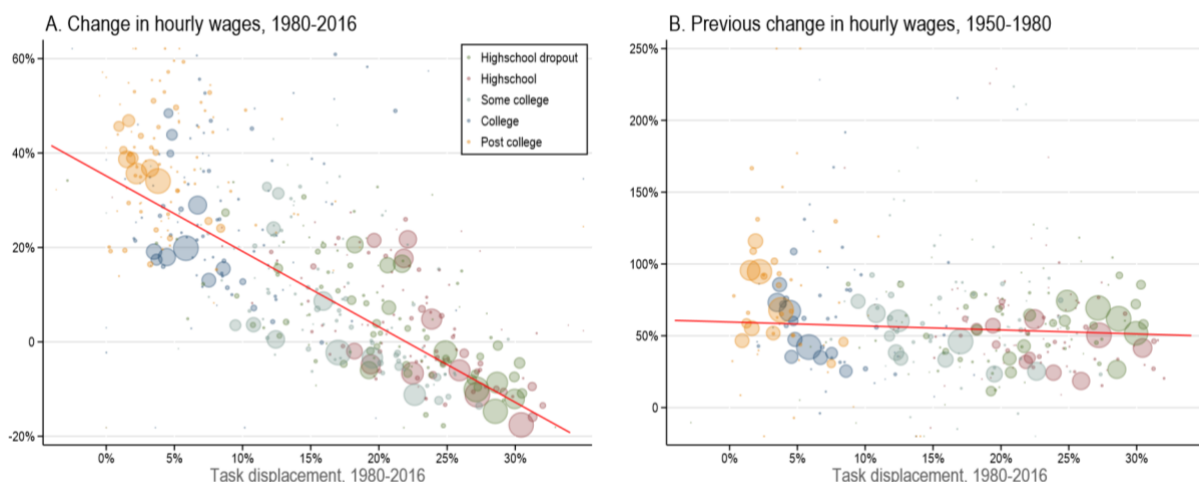 A. Change in hourly wages, 1980-2016
60%
40%
20%
0
-20%
0%
5%
10%
15%
20%
25%
30%
Task displacement, 1980-2016
Highschool dropout
Highschool
Some college
College
Post college
B. Previous change in hourly wages, 1950-1980
250%
200%
150%
100%
50%
0
0%
5%
10%
15%
20%
25%
30%
Task displacement, 1980-2016